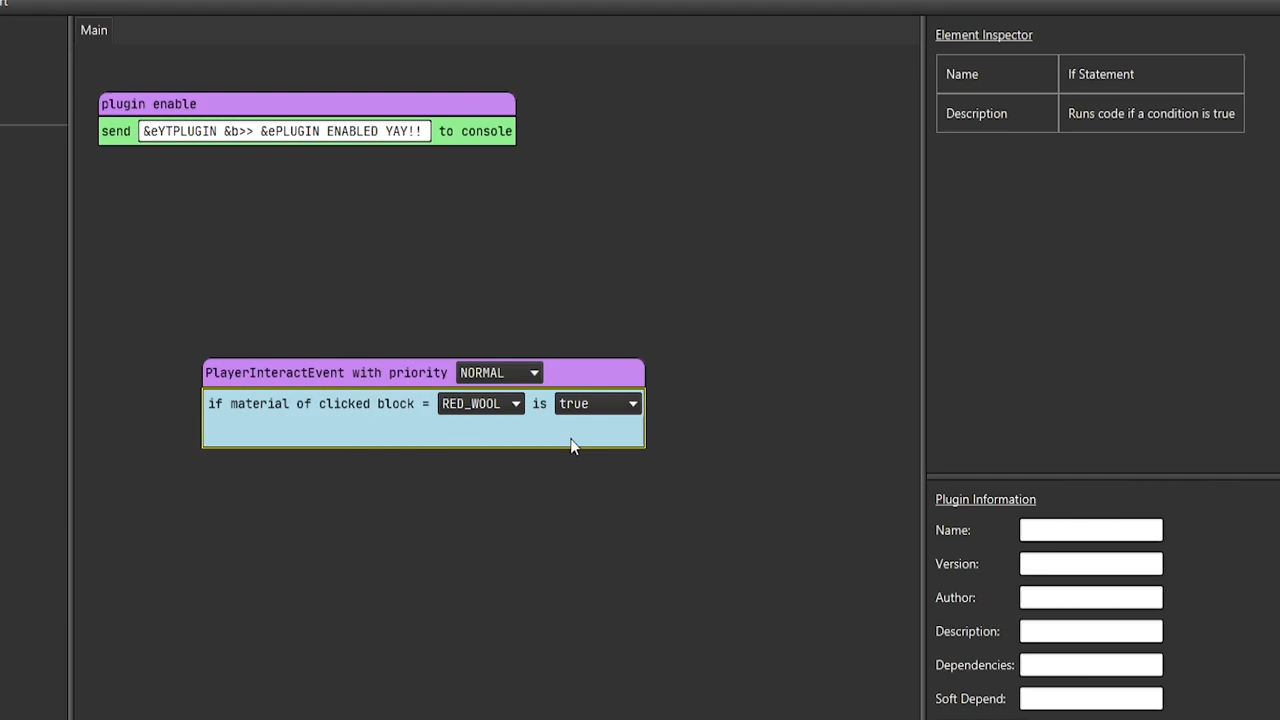 Main
plugin enable
send &eYTPLUGIN &b>> &ePLUGIN ENABLED YAY!! to console
PlayerInteractEvent with priority NORMAL
if material of clicked block = RED_WOOL is true
Element Inspector
Name If Statement
Description Runs code if a condition is true
Plugin Information
Name:
Version:
Author:
Description:
Dependencies:
Soft Depend: